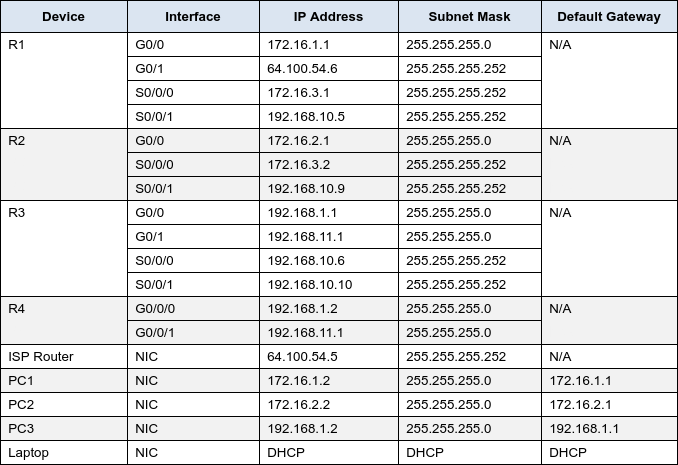 Device Interface IP Address Subnet Mask Default Gateway
R1 G0/0 172.16.1.1 255.255.255.0 N/A
G0/1 64.100.54.6 255.255.255.252
S0/0/0 172.16.3.1 255.255.255.252
S0/0/1 192.168.10.5 255.255.255.252
R2 G0/0 172.16.2.1 255.255.255.0 N/A
S0/0/0 172.16.3.2 255.255.255.252
S0/0/1 192.168.10.9 255.255.255.252
R3 G0/0 192.168.1.1 255.255.255.0 N/A
G0/1 192.168.11.1 255.255.255.0
S0/0/0 192.168.10.6 255.255.255.252
S0/0/1 192.168.10.10 255.255.255.252
R4 G0/0/0 192.168.1.2 255.255.255.0 N/A
G0/0/1 192.168.11.1 255.255.255.0
ISP Router NIC 64.100.54.5 255.255.255.252 N/A
PC1 NIC 172.16.1.2 255.255.255.0 172.16.1.1
PC2 NIC 172.16.2.2 255.255.255.0 172.16.2.1
PC3 NIC 192.168.1.2 255.255.255.0 192.168.1.1
Laptop NIC DHCP DHCP DHCP